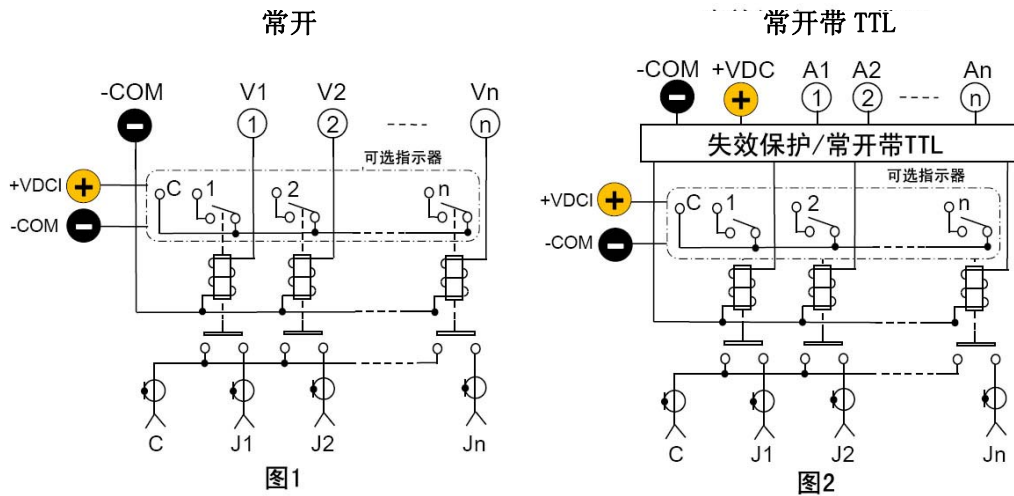 常开
-COM V1 V2 Vn
1 2 n
可选指示器
+VDCI
-COM
C 1 2 n
C J1 J2 Jn
图1
常开带 TTL
-COM +VDC A1 A2 An
1 2 n
失效保护/常开带TTL
可选指示器
+VDCI
-COM
C 1 2 n
C J1 J2 Jn
图2